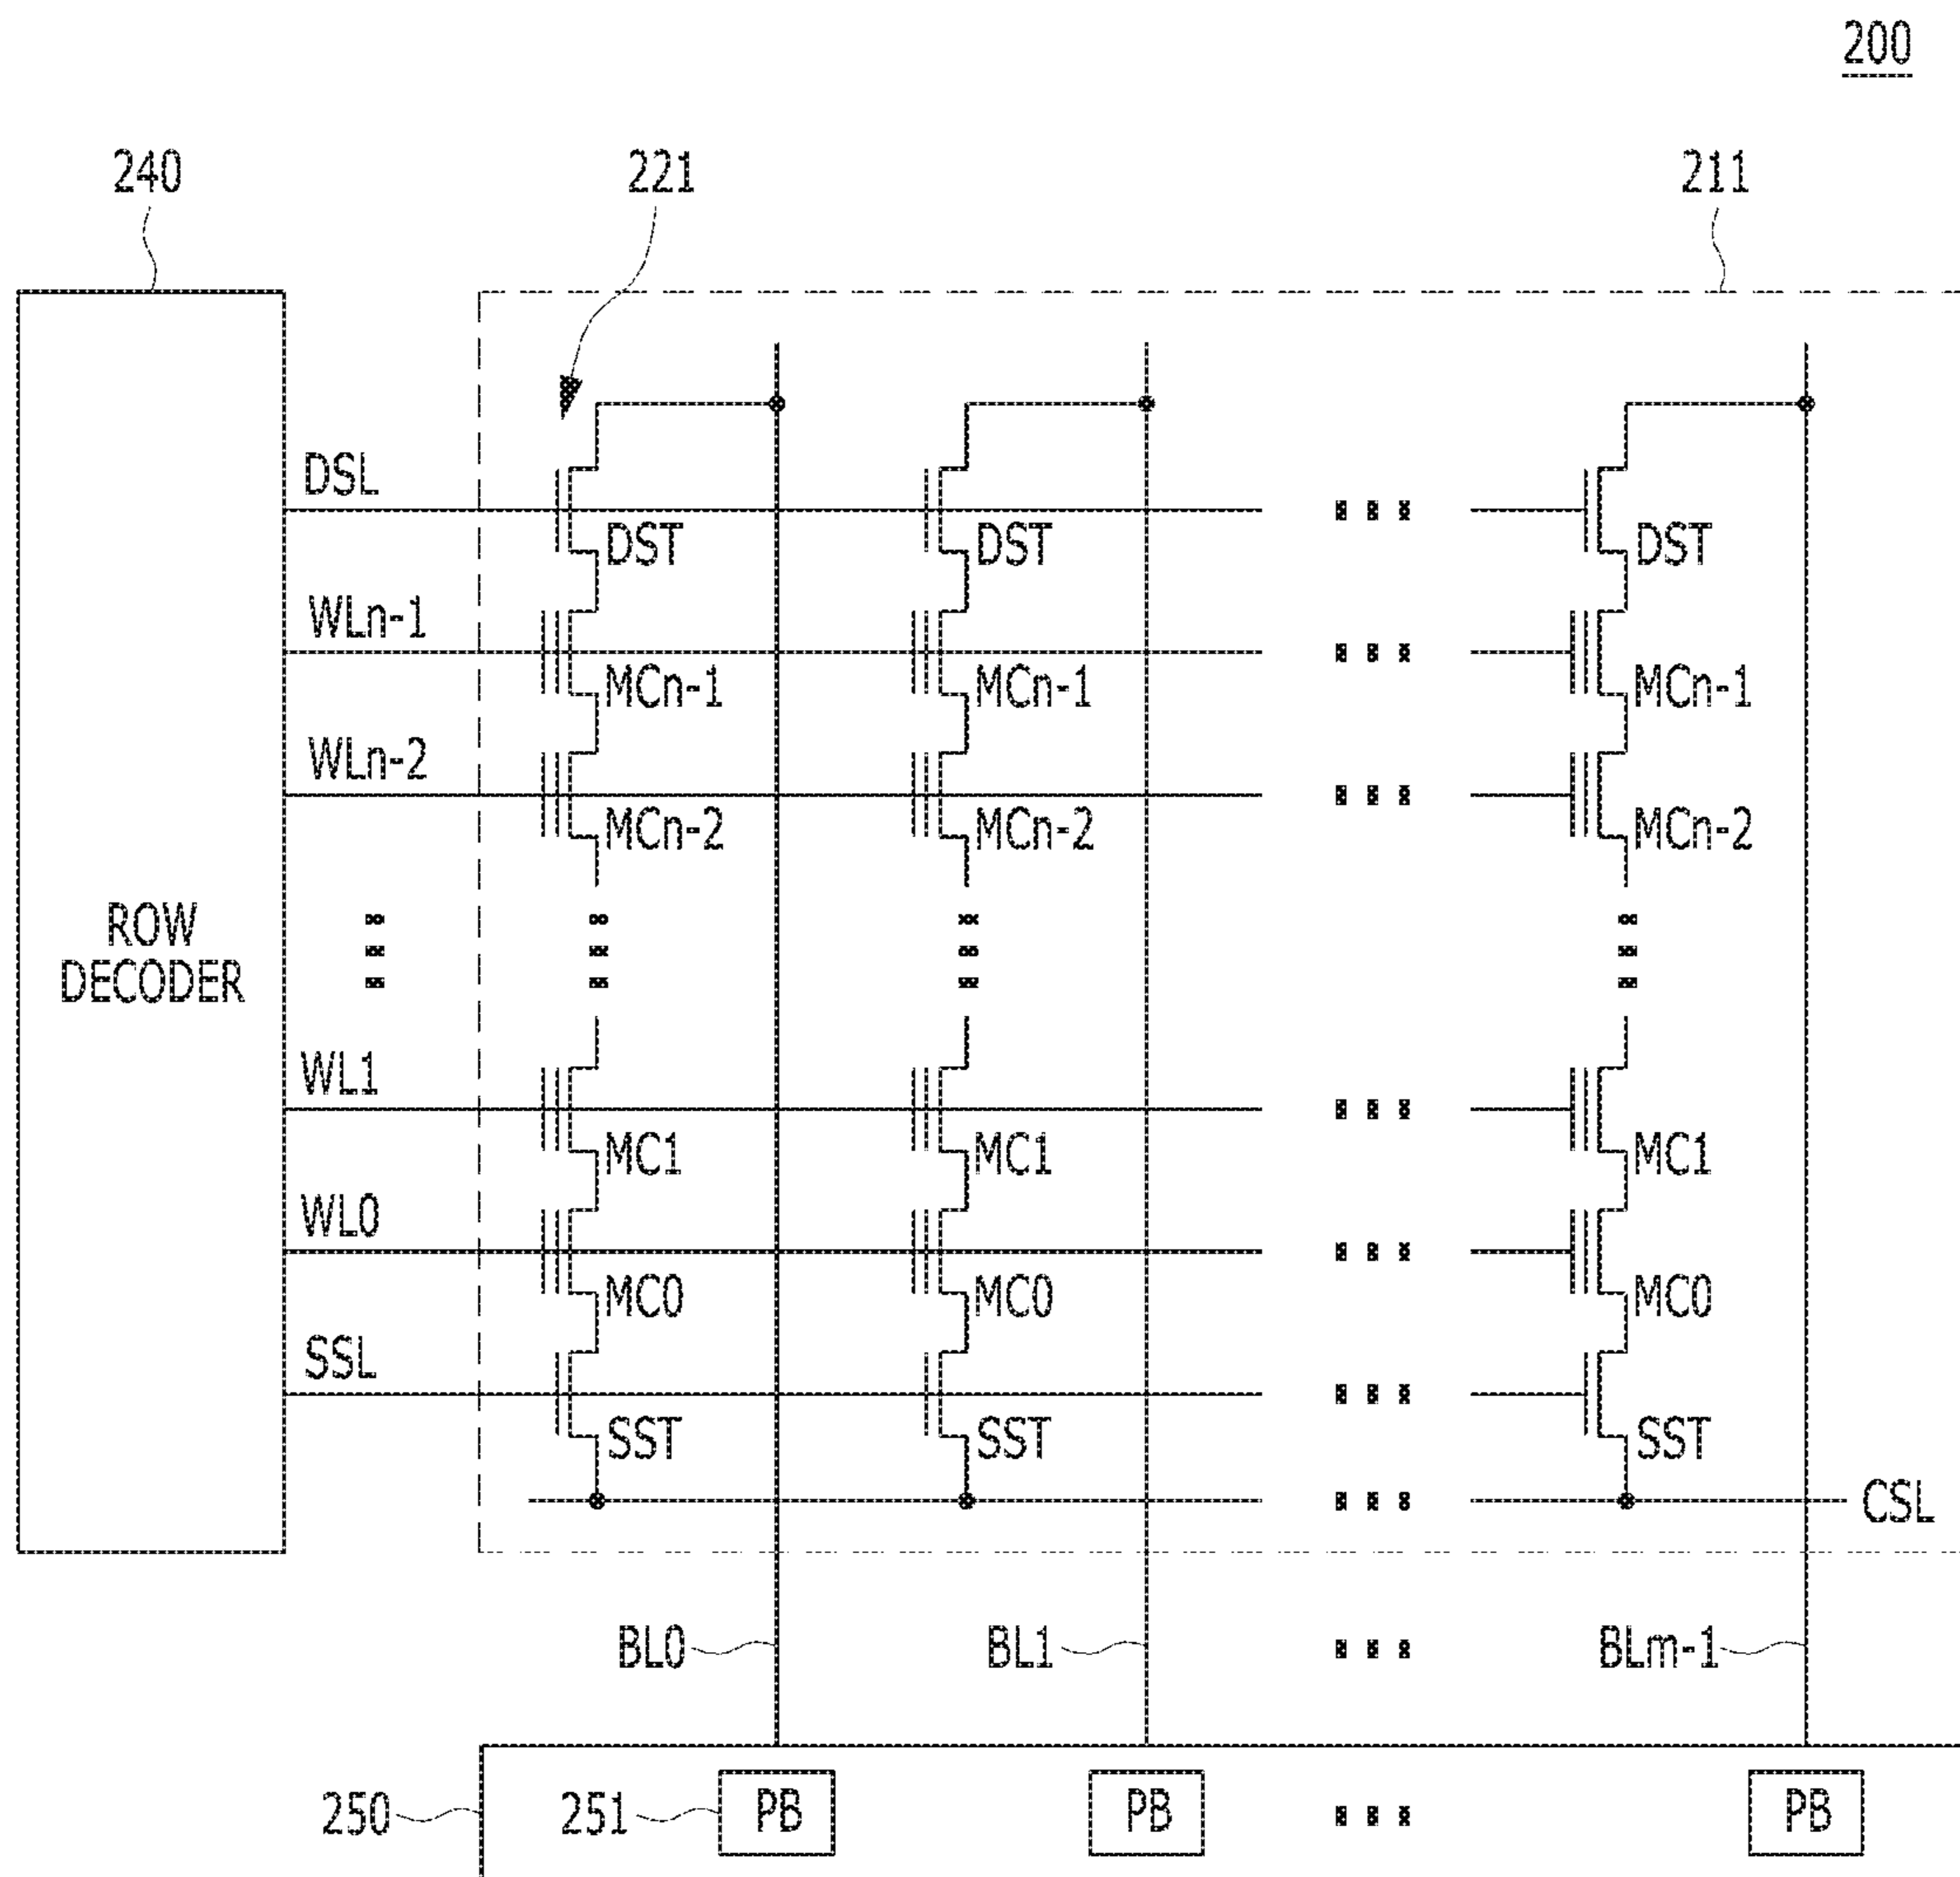 200
240 221 211
DSL
DST DST DST
WLn-1
MCn-1 MCn-1 MCn-1
WLn-2
MCn-2 MCn-2 MCn-2
ROW
DECODER
WL1
MC1 MC1 MC1
WL0
MC0 MC0 MC0
SSL
SST SST SST
CSL
BL0 BL1 BLm-1
250 251 PB PB PB